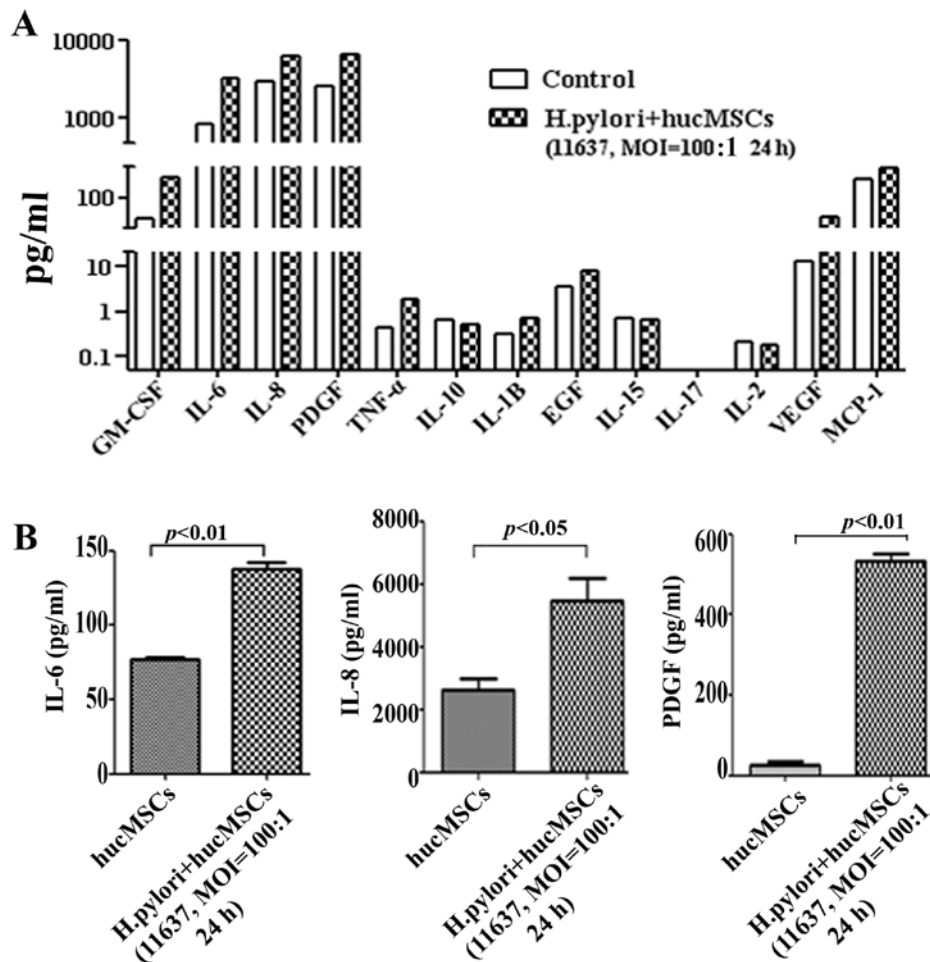 A
10000
1000
100
10
1
0.1
pg/ml
Control
H.pylori+hucMSCs
(11637, MOI=100:1 24 h)
GM-CSF
IL-6
IL-8
PDGF
TNF-α
IL-10
IL-1B
EGF
IL-15
IL-17
IL-2
VEGF
MCP-1
B
p<0.01
150
100
50
0
IL-6 (pg/ml)
hucMSCs
H.pylori+hucMSCs
(11637, MOI=100:1
24 h)
p<0.05
8000
6000
4000
2000
0
IL-8 (pg/ml)
hucMSCs
H.pylori+hucMSCs
(11637, MOI=100:1
24 h)
p<0.01
600
400
200
0
PDGF (pg/ml)
hucMSCs
H.pylori+hucMSCs
(11637, MOI=100:1
24 h)